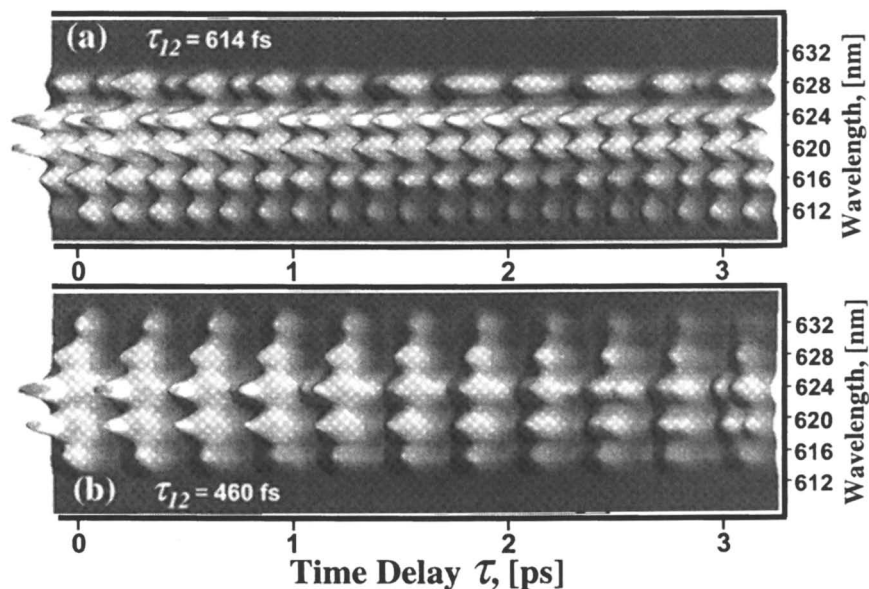 (a) τ12 = 614 fs
632
628
624
620
616
612
Wavelength, [nm]
0 1 2 3
632
628
624
620
616
612
Wavelength, [nm]
(b) τ12 = 460 fs
0 1 2 3
Time Delay τ, [ps]